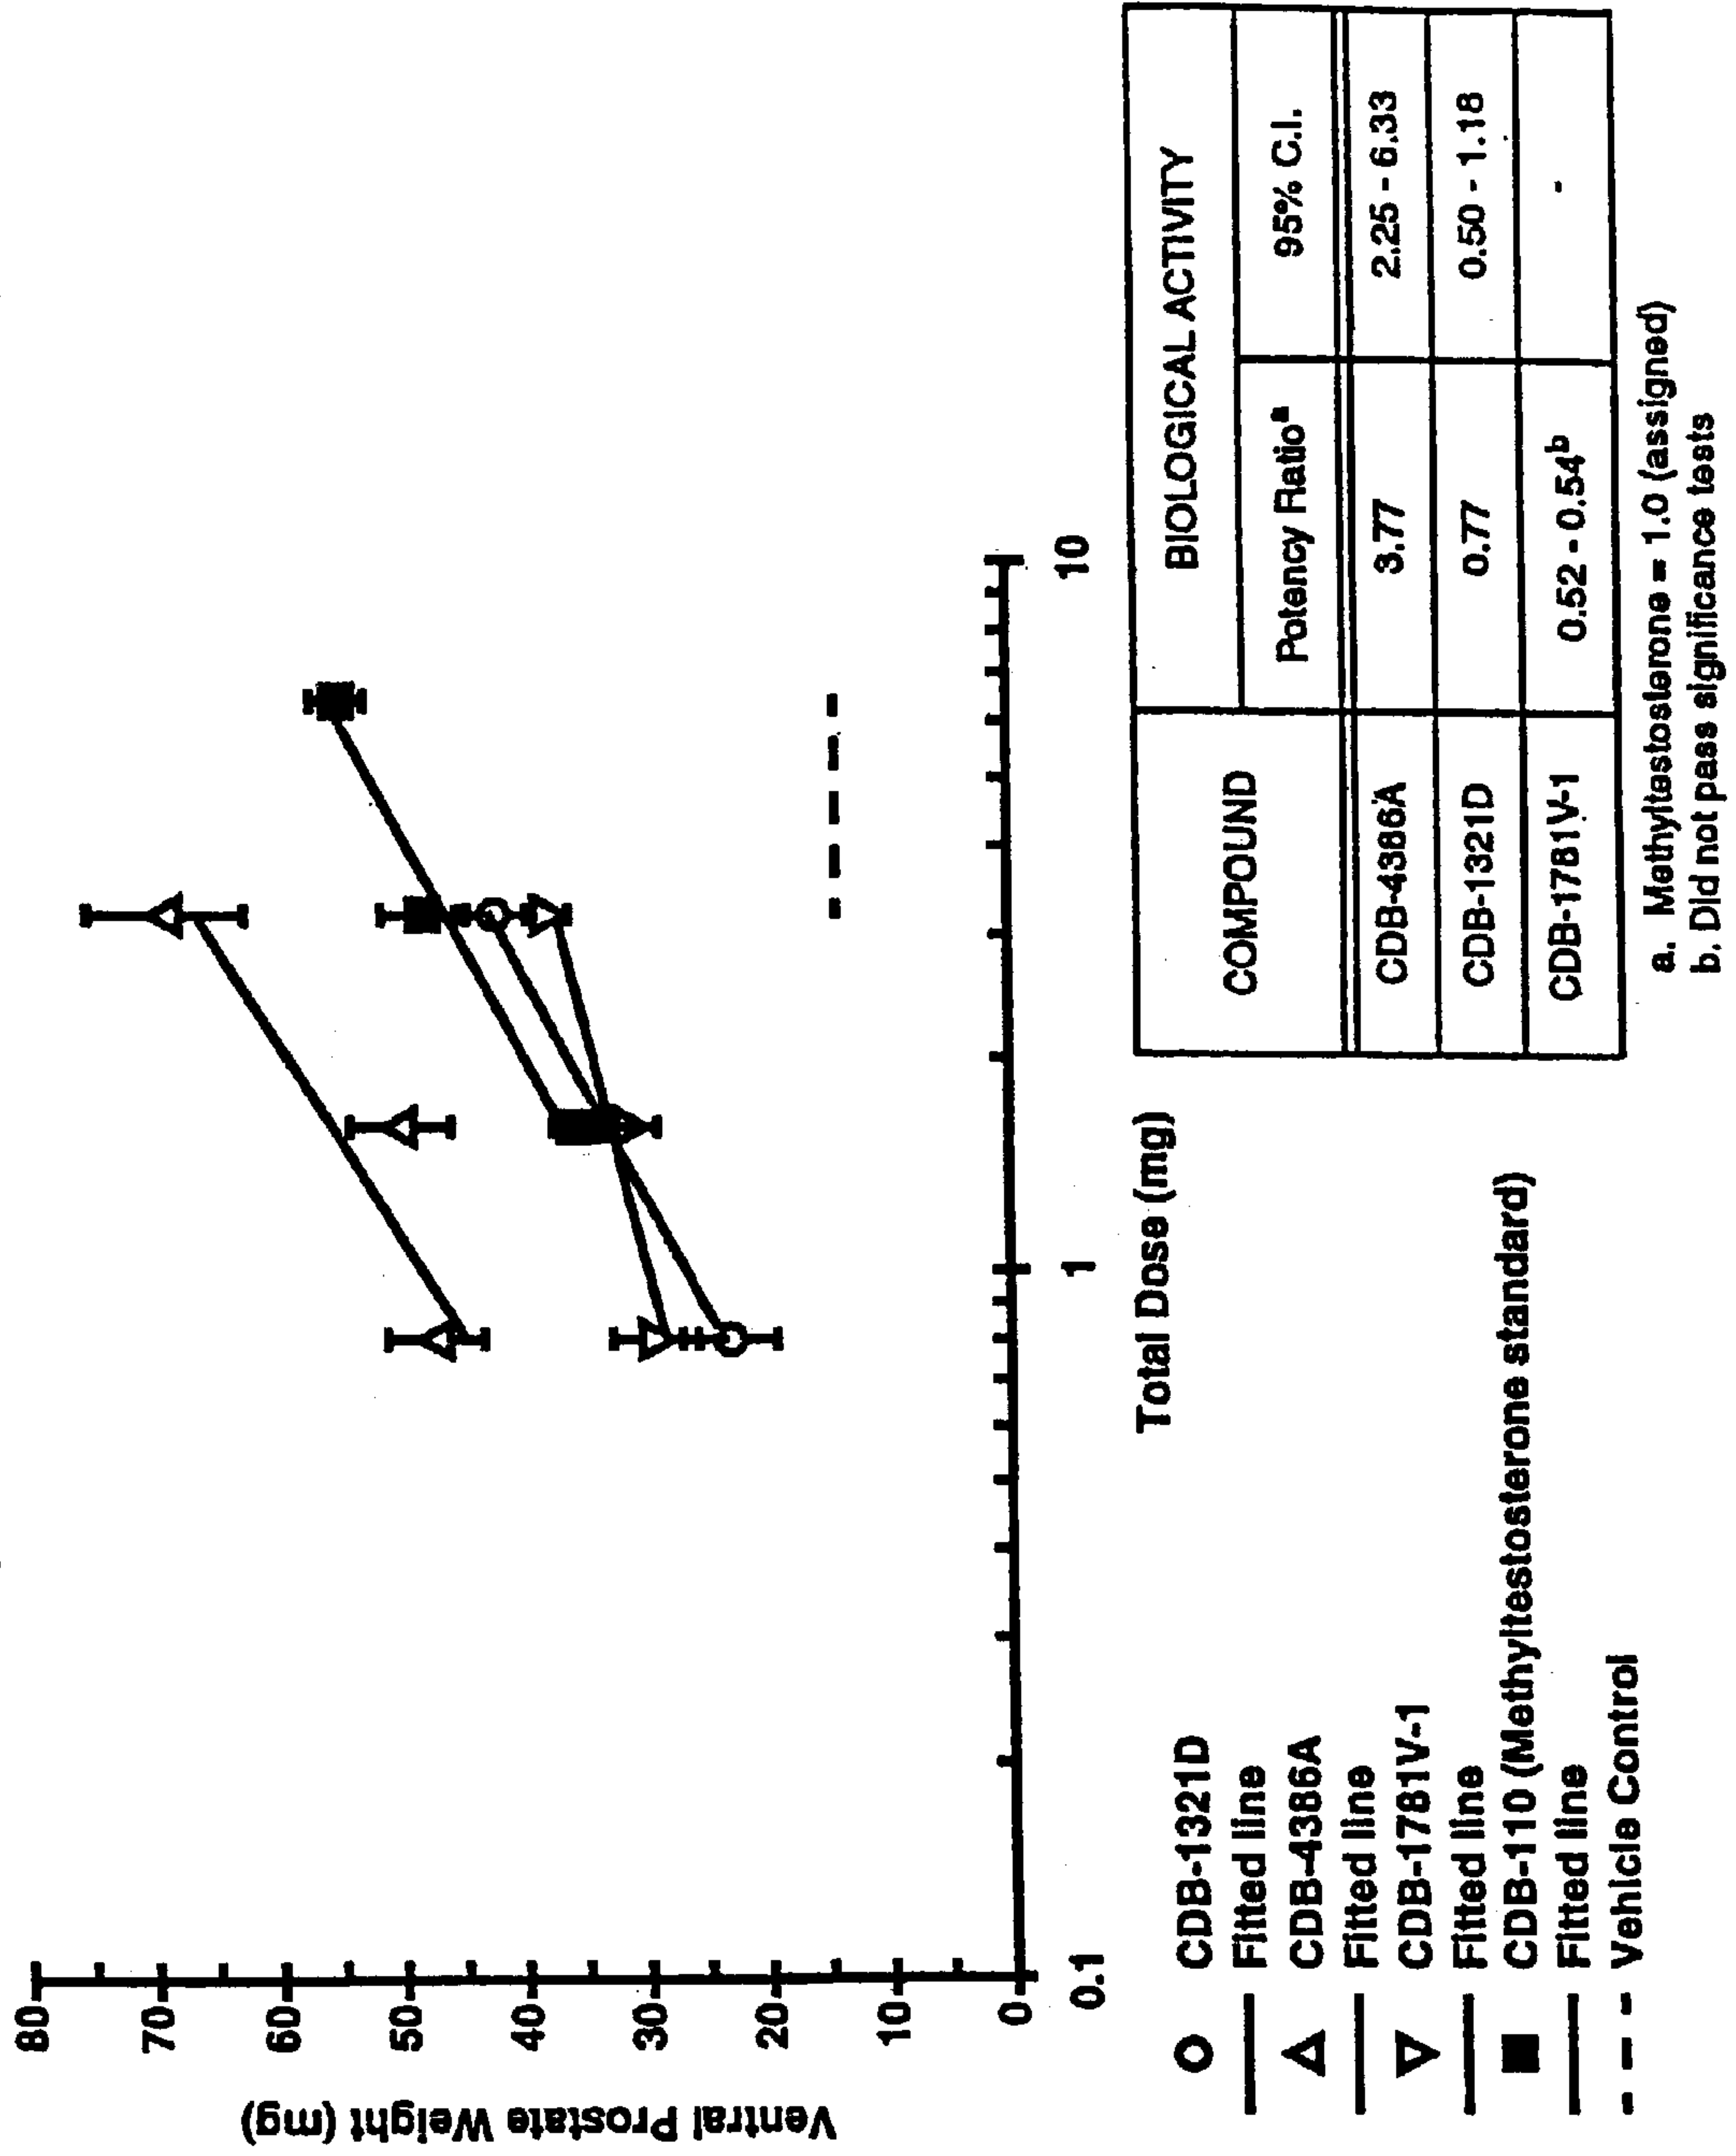 Ventral Prostate Weight (mg)
80
70
60
50
40
30
20
10
0
0.1
1
10
Total Dose (mg)
CDB-1321D
Fitted line
CDB-4386A
Fitted line
CDB-1781V-1
Fitted line
CDB-110 (Methyltestosterone standard)
Fitted line
Vehicle Control
COMPOUND BIOLOGICAL ACTIVITY
Potency Ratioa 95% C.I.
CDB-4386A 3.77 2.25 - 6.33
CDB-1321D 0.77 0.50 - 1.18
CDB-1781V-1 0.52 - 0.54b -
a. Methyltestosterone = 1.0 (assigned)
b. Did not pass significance tests